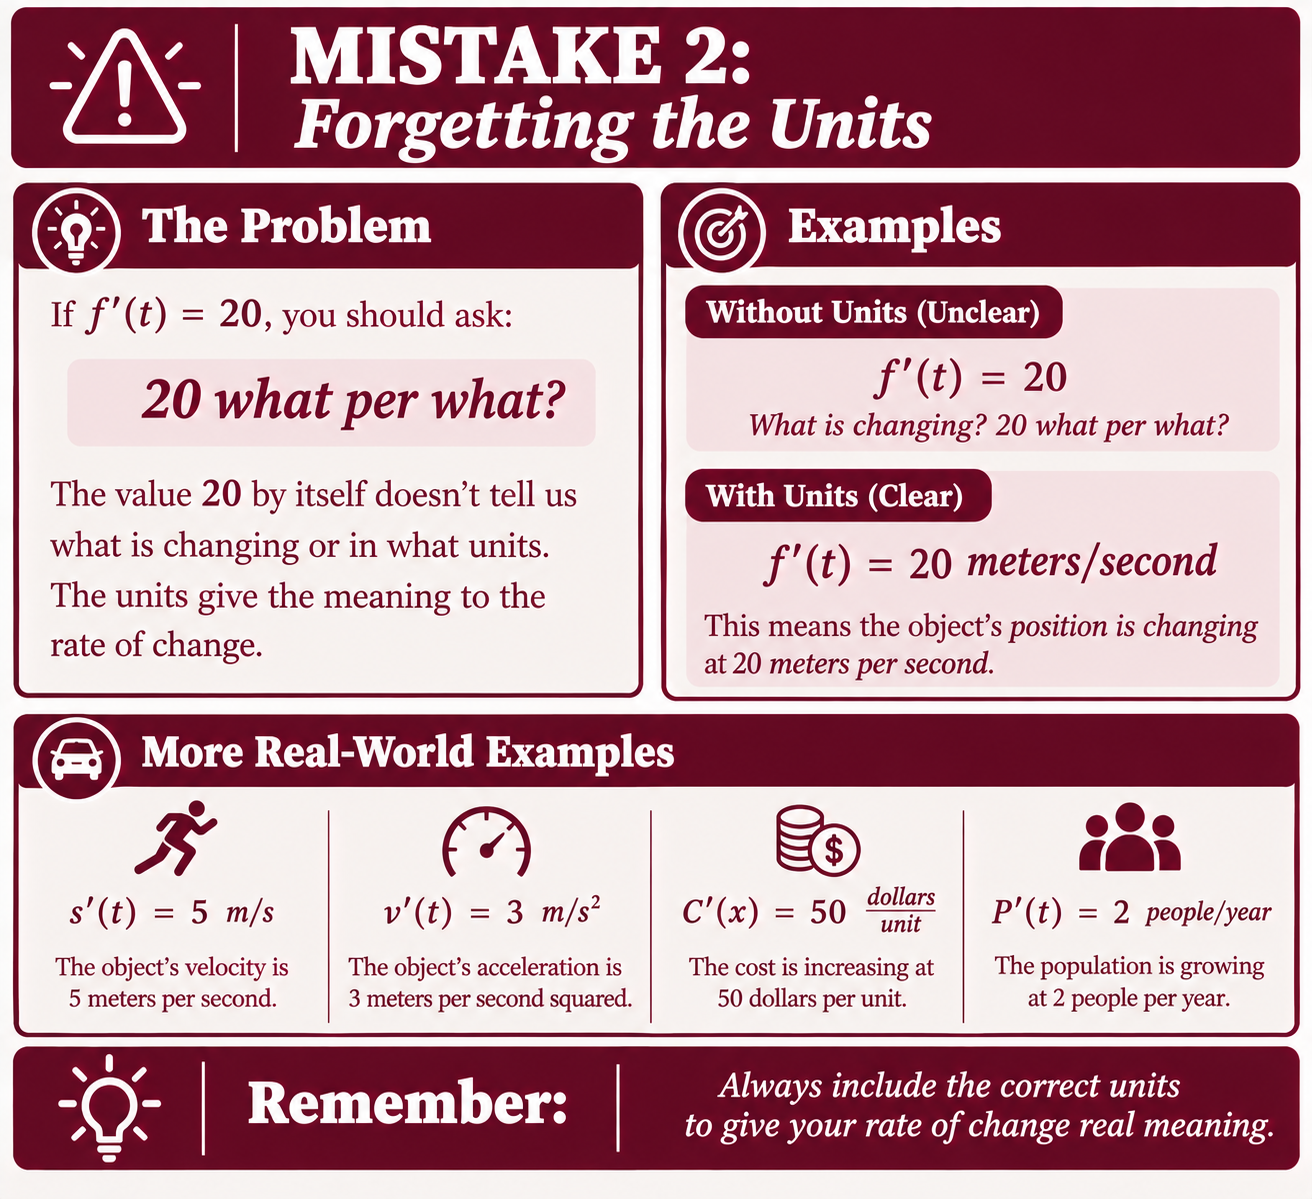 MISTAKE 2:
Forgetting the Units
The Problem
If f′(t) = 20, you should ask:
20 what per what?
The value 20 by itself doesn’t tell us
what is changing or in what units.
The units give the meaning to the
rate of change.
Examples
Without Units (Unclear)
f′(t) = 20
What is changing? 20 what per what?
With Units (Clear)
f′(t) = 20 meters/second
This means the object’s position is changing
at 20 meters per second.
More Real-World Examples
s′(t) = 5 m/s
The object’s velocity is
5 meters per second.
v′(t) = 3 m/s²
The object’s acceleration is
3 meters per second squared.
$
C′(x) = 50 dollars/unit
The cost is increasing at
50 dollars per unit.
P′(t) = 2 people/year
The population is growing
at 2 people per year.
Remember:
Always include the correct units
to give your rate of change real meaning.